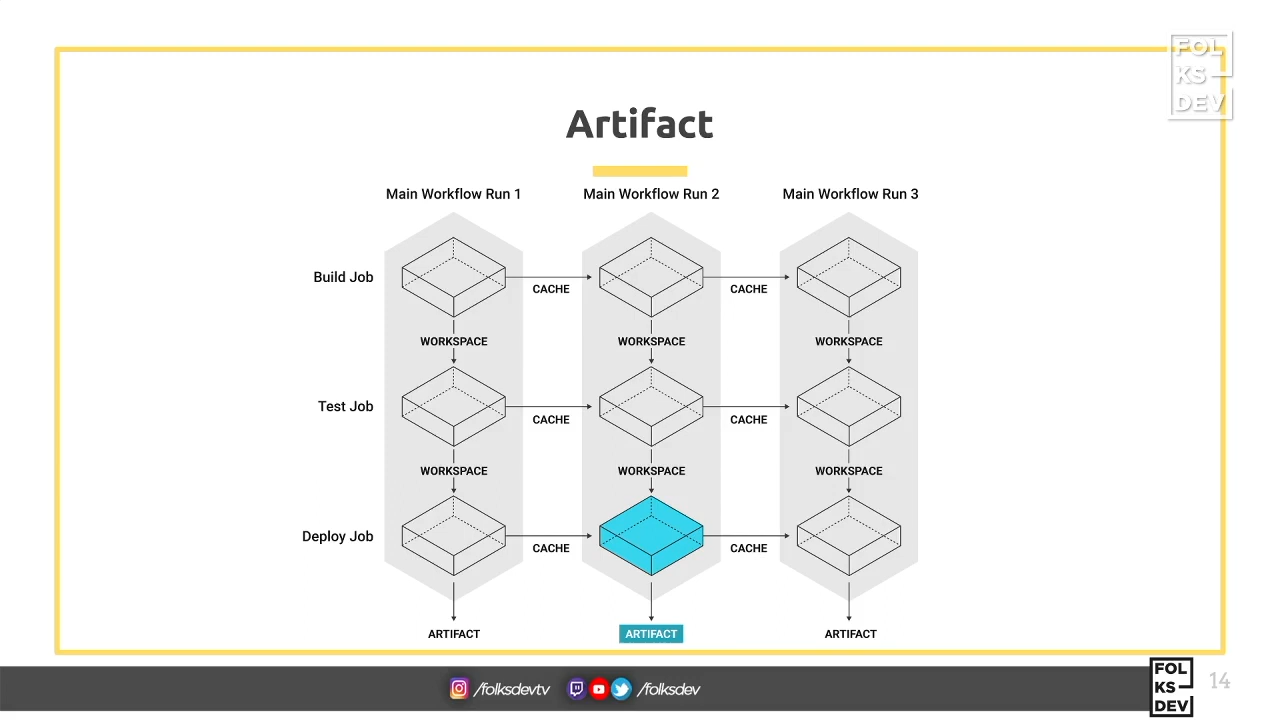 FOL
KS
DEV
Artifact
Main Workflow Run 1
Main Workflow Run 2
Main Workflow Run 3
Build Job
CACHE
CACHE
WORKSPACE
WORKSPACE
WORKSPACE
Test Job
CACHE
CACHE
WORKSPACE
WORKSPACE
WORKSPACE
Deploy Job
CACHE
CACHE
ARTIFACT
ARTIFACT
ARTIFACT
/folksdevtv
/folksdev
FOL
KS
DEV
14